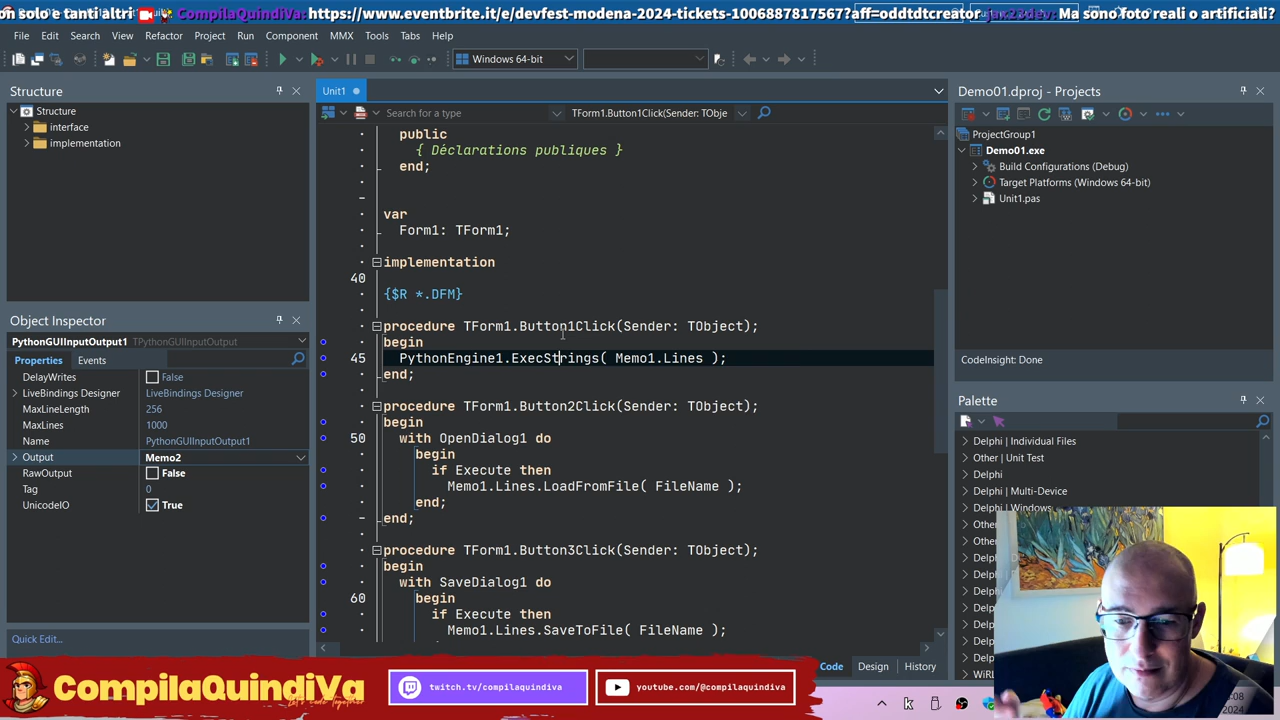 on solo - tanti altri CompilaQuindiVa: https://www.eventbrite.it/e/devfest-modena-2024-tickets-1006887817567?aff=oddtdtcreator Ma sono foto reali o artificiali?
File Edit Search View Refactor Project Run Component MMX Tools Tabs Help
Windows 64-bit
Structure
Structure
interface
implementation
Object Inspector
PythonGUIInputOutput1 TPythonGUIInputOutput
Properties Events
DelayWrites False
LiveBindings Designer LiveBindings Designer
MaxLineLength 256
MaxLines 1000
Name PythonGUIInputOutput1
Output Memo2
RawOutput False
Tag 0
UnicodeIO True
Quick Edit...
Unit1
Search for a type TForm1.Button1Click(Sender: TObje
public
{ Déclarations publiques }
end;
var
Form1: TForm1;
implementation
40
{$R *.DFM}
procedure TForm1.Button1Click(Sender: TObject);
begin
45 PythonEngine1.ExecStrings( Memo1.Lines );
end;
procedure TForm1.Button2Click(Sender: TObject);
begin
50 with OpenDialog1 do
begin
if Execute then
Memo1.Lines.LoadFromFile( FileName );
end;
end;
procedure TForm1.Button3Click(Sender: TObject);
begin
with SaveDialog1 do
60 begin
if Execute then
Memo1.Lines.SaveToFile( FileName );
Code Design History
Demo01.dproj - Projects
ProjectGroup1
Demo01.exe
Build Configurations (Debug)
Target Platforms (Windows 64-bit)
Unit1.pas
CodeInsight: Done
Palette
Delphi | Individual Files
Other | Unit Test
Delphi
Delphi | Multi-Device
Delphi | Windows
CompilaQuindiVa
Let's code Together
twitch.tv/compilaquindiva
youtube.com/@compilaquindiva